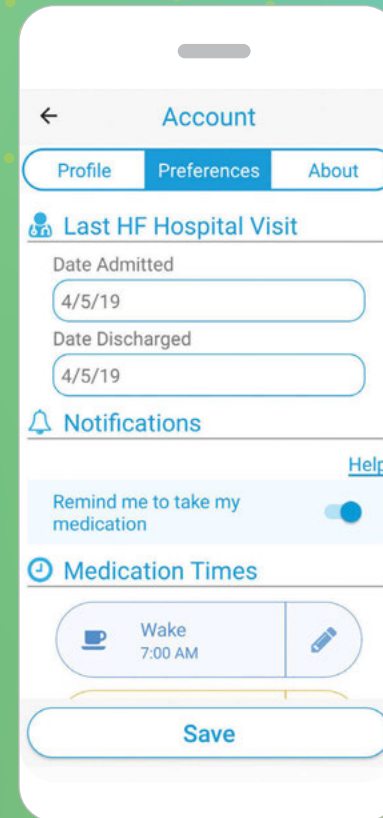 Account
Profile Preferences About
Last HF Hospital Visit
Date Admitted
4/5/19
Date Discharged
4/5/19
Notifications
Help
Remind me to take my
medication
Medication Times
Wake
7:00 AM
Save